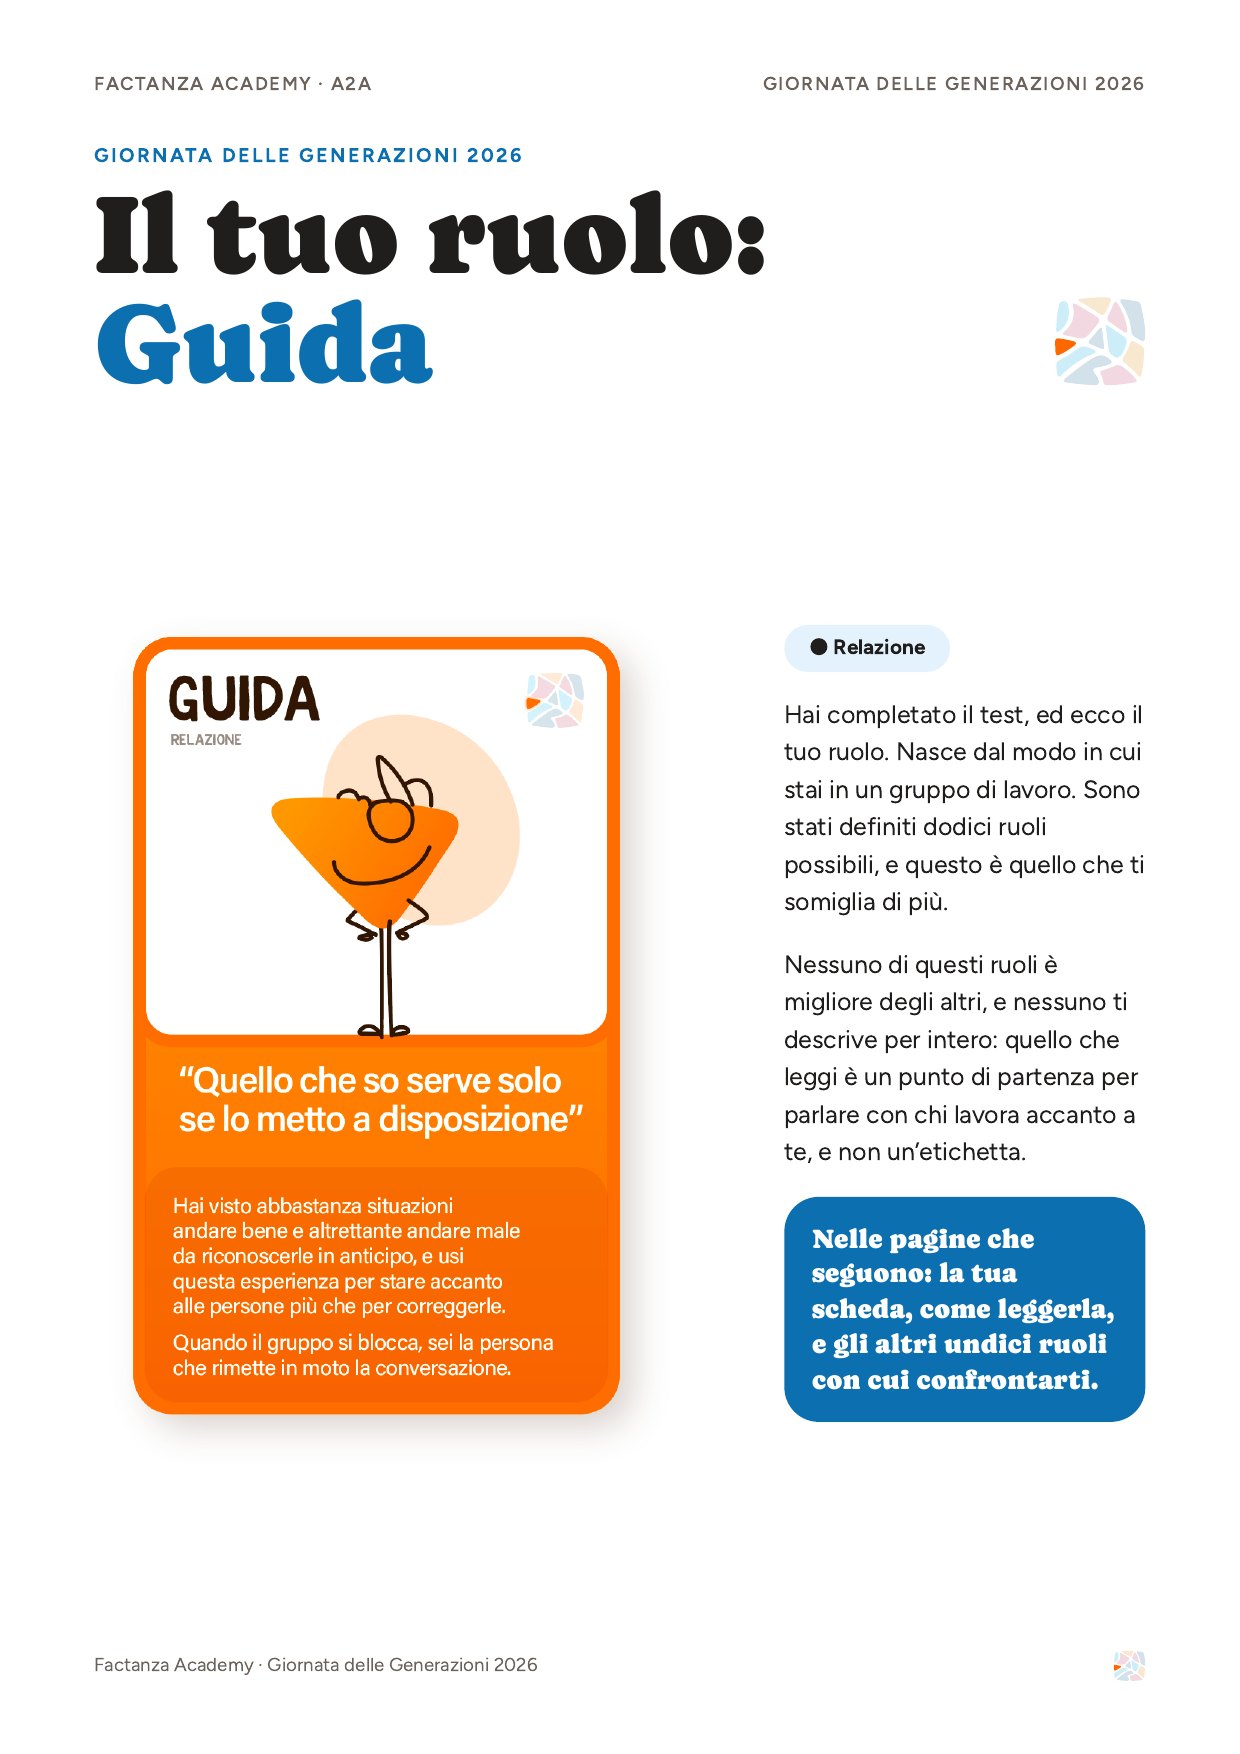 FACTANZA ACADEMY · A2A
GIORNATA DELLE GENERAZIONI 2026
GIORNATA DELLE GENERAZIONI 2026
Il tuo ruolo:
Guida
GUIDA
RELAZIONE
“Quello che so serve solo
se lo metto a disposizione”
Hai visto abbastanza situazioni
andare bene e altrettante andare male
da riconoscerle in anticipo, e usi
questa esperienza per stare accanto
alle persone più che per correggerle.
Quando il gruppo si blocca, sei la persona
che rimette in moto la conversazione.
● Relazione
Hai completato il test, ed ecco il
tuo ruolo. Nasce dal modo in cui
stai in un gruppo di lavoro. Sono
stati definiti dodici ruoli
possibili, e questo è quello che ti
somiglia di più.
Nessuno di questi ruoli è
migliore degli altri, e nessuno ti
descrive per intero: quello che
leggi è un punto di partenza per
parlare con chi lavora accanto a
te, e non un’etichetta.
Nelle pagine che
seguono: la tua
scheda, come leggerla,
e gli altri undici ruoli
con cui confrontarti.
Factanza Academy · Giornata delle Generazioni 2026